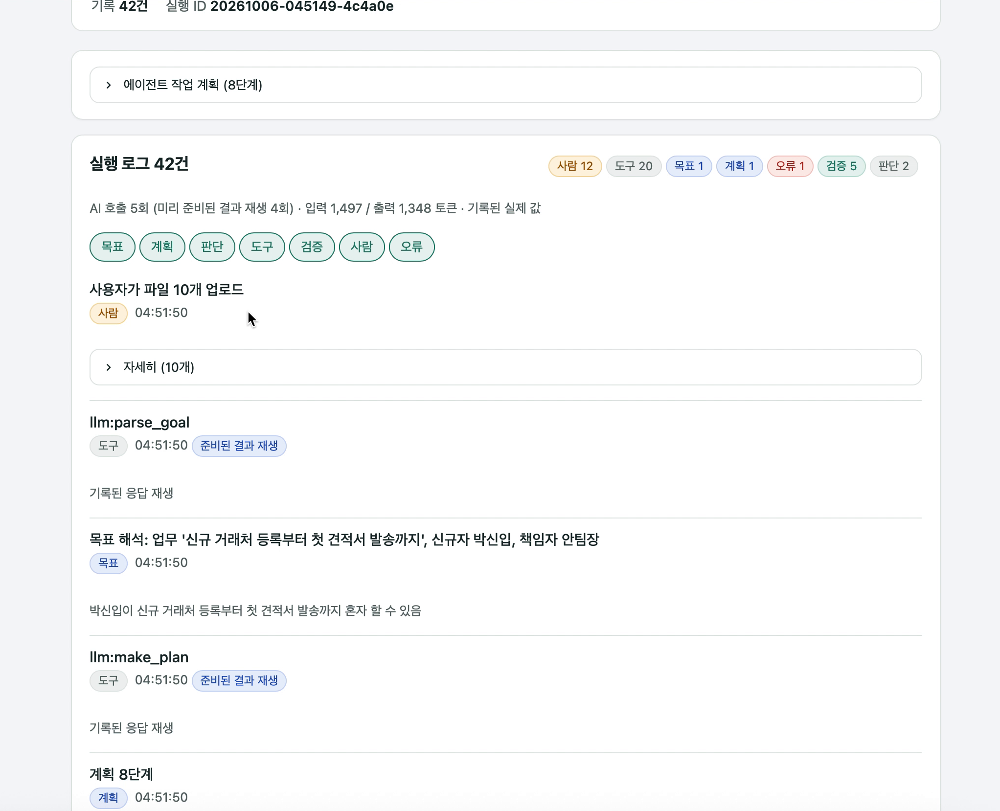 기록 42건 실행 ID 20261006-045149-4c4a0e
에이전트 작업 계획 (8단계)
실행 로그 42건
사람 12 도구 20 목표 1 계획 1 오류 1 검증 5 판단 2
AI 호출 5회 (미리 준비된 결과 재생 4회) · 입력 1,497 / 출력 1,348 토큰 · 기록된 실제 값
목표 계획 판단 도구 검증 사람 오류
사용자가 파일 10개 업로드
사람 04:51:50
자세히 (10개)
llm:parse_goal
도구 04:51:50 준비된 결과 재생
기록된 응답 재생
목표 해석: 업무 '신규 거래처 등록부터 첫 견적서 발송까지', 신규자 박신입, 책임자 안팀장
목표 04:51:50
박신입이 신규 거래처 등록부터 첫 견적서 발송까지 혼자 할 수 있음
llm:make_plan
도구 04:51:50 준비된 결과 재생
기록된 응답 재생
계획 8단계
계획 04:51:50